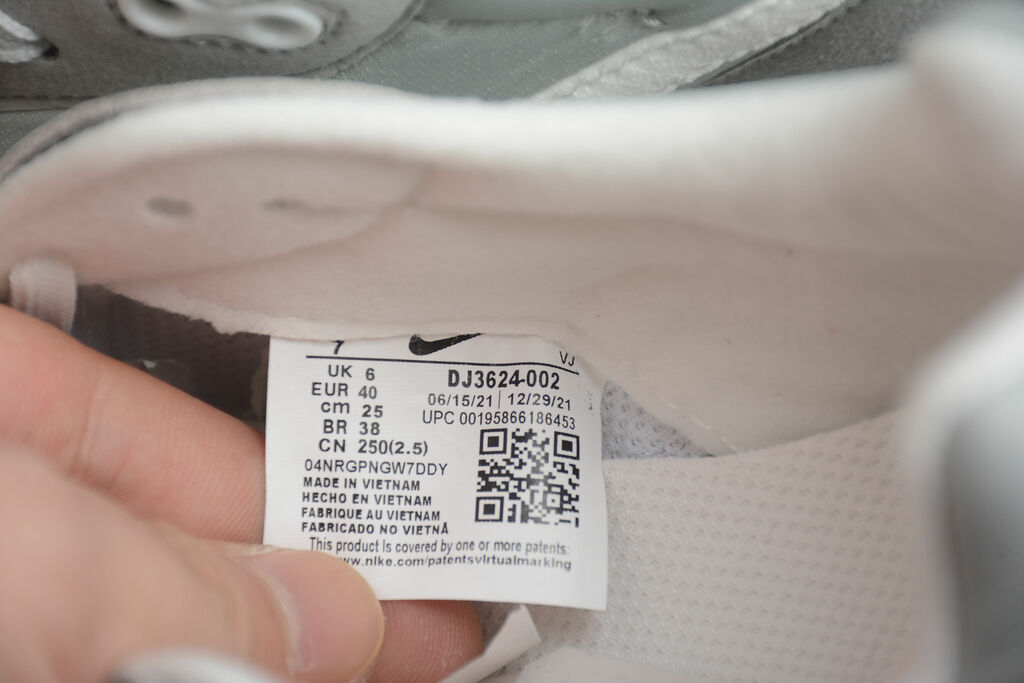 7
VJ
UK 6
EUR 40
cm 25
BR 38
CN 250(2.5)
DJ3624-002
06/15/21 | 12/29/21
UPC 00195866186453
04NRGPNGW7DDY
MADE IN VIETNAM
HECHO EN VIETNAM
FABRIQUE AU VIETNAM
FABRICADO NO VIETNÃ
This product is covered by one or more patents:
www.nike.com/patentsvirtualmarking